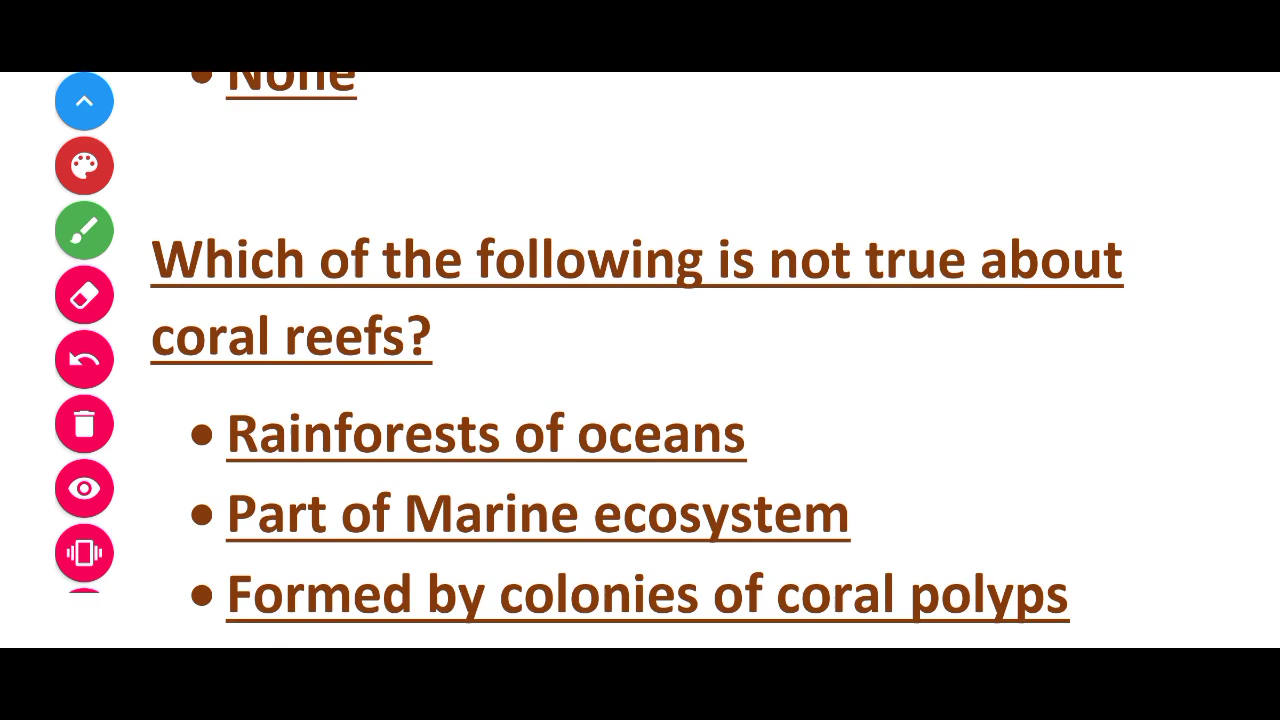 None
Which of the following is not true about
coral reefs?
Rainforests of oceans
Part of Marine ecosystem
Formed by colonies of coral polyps